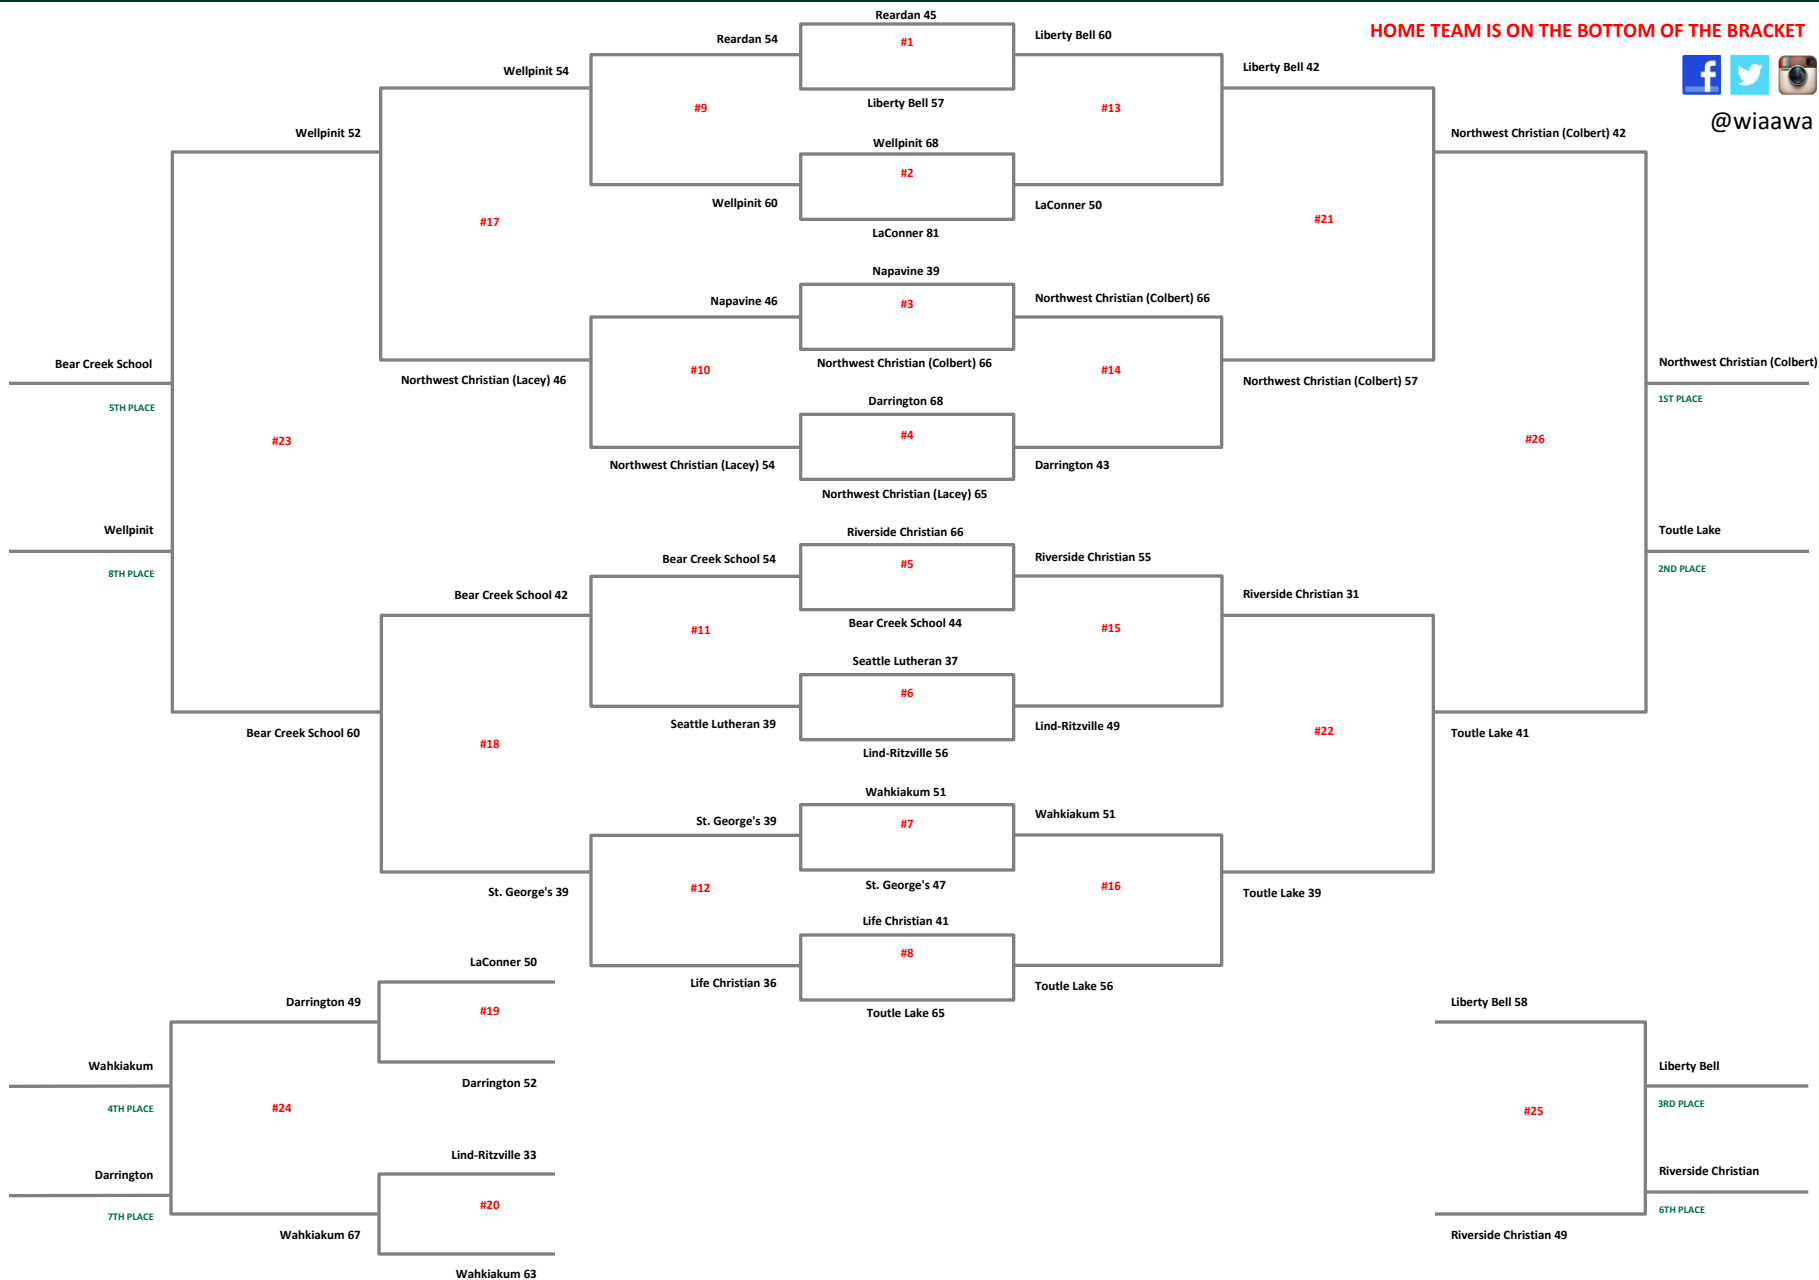 Reardan 45
HOME TEAM IS ON THE BOTTOM OF THE BRACKET
Reardan 54
#1
Liberty Bell 60
Wellpinit 54
Liberty Bell 42
#9
Liberty Bell 57
#13
@wiaawa
Wellpinit 52
Northwest Christian (Colbert) 42
Wellpinit 68
#2
Wellpinit 60
LaConner 50
#17
#21
LaConner 81
Napavine 39
Napavine 46
#3
Northwest Christian (Colbert) 66
Bear Creek School
Northwest Christian (Colbert) 66
Northwest Christian (Colbert)
#10
#14
Northwest Christian (Lacey) 46
Northwest Christian (Colbert) 57
5TH PLACE
1ST PLACE
Darrington 68
#23
#4
#26
Northwest Christian (Lacey) 54
Darrington 43
Northwest Christian (Lacey) 65
Wellpinit
Riverside Christian 66
Toutle Lake
Bear Creek School 54
#5
Riverside Christian 55
8TH PLACE
2ND PLACE
Bear Creek School 42
Riverside Christian 31
#11
Bear Creek School 44
#15
Seattle Lutheran 37
#6
Seattle Lutheran 39
Lind-Ritzville 49
Bear Creek School 60
#18
#22
Toutle Lake 41
Lind-Ritzville 56
Wahkiakum 51
St. George's 39
#7
Wahkiakum 51
St. George's 39
#12
St. George's 47
#16
Toutle Lake 39
Life Christian 41
#8
LaConner 50
Life Christian 36
Toutle Lake 56
Darrington 49
#19
Toutle Lake 65
Liberty Bell 58
Wahkiakum
Liberty Bell
Darrington 52
4TH PLACE
#24
#25
3RD PLACE
Lind-Ritzville 33
Darrington
Riverside Christian
#20
7TH PLACE
6TH PLACE
Wahkiakum 67
Riverside Christian 49
Wahkiakum 63